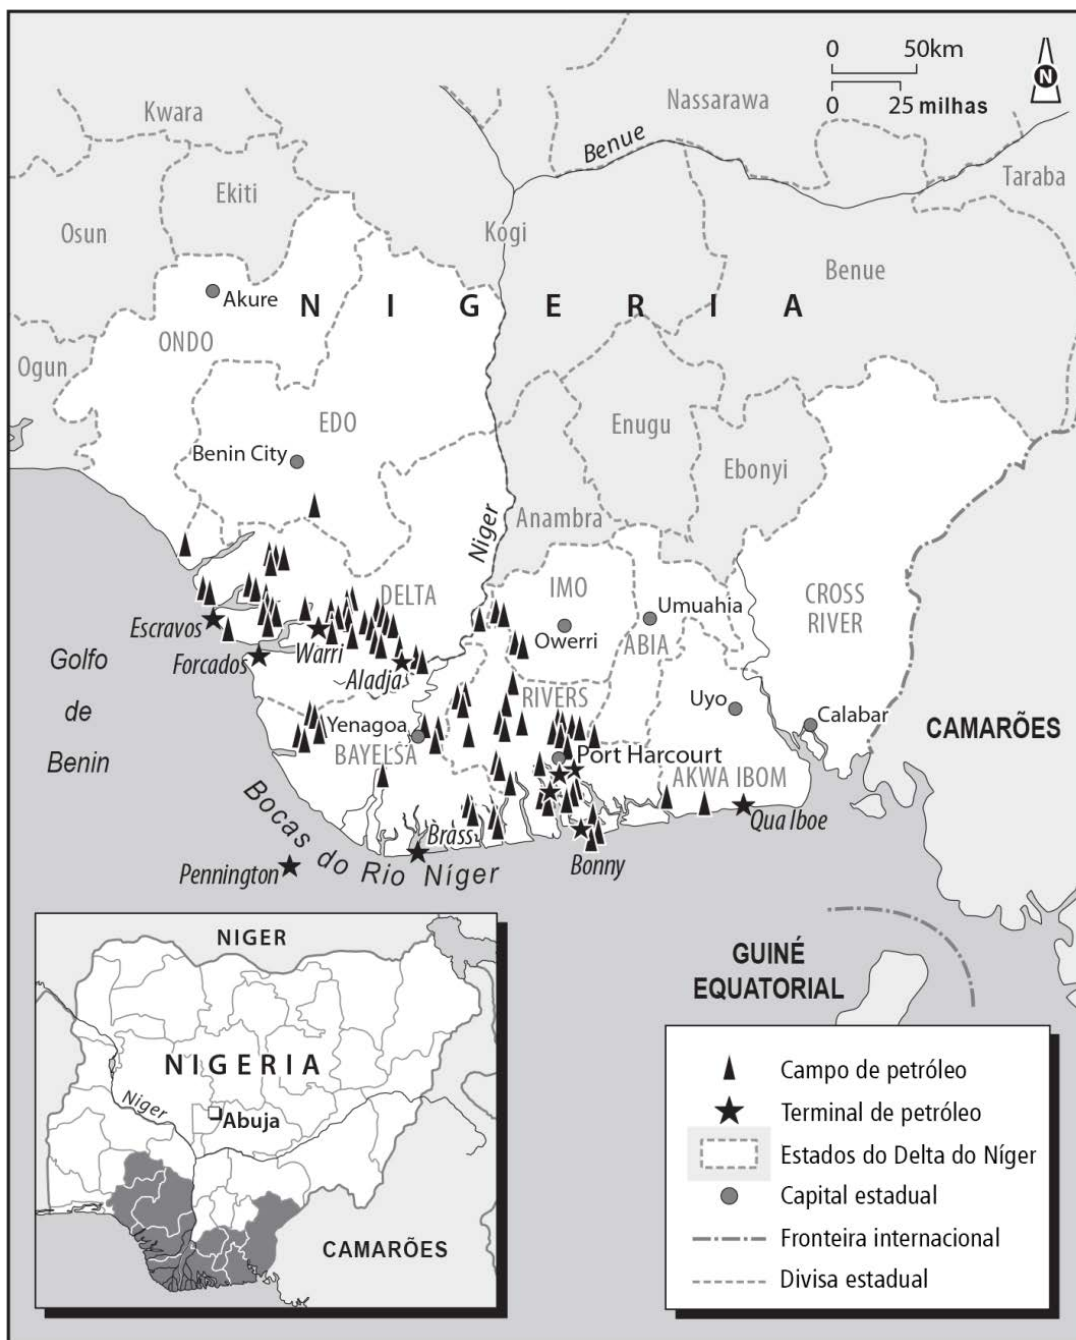 0 50km
0 25 milhas
N
Nassarawa
Kwara
Benue
Taraba
Ekiti
Osun
Kogi
Benue
Akure
N I G E R I A
ONDO
Ogun
EDO
Enugu
Benin City
Ebonyi
Anambra
Niger
DELTA
IMO
CROSS
RIVER
Umuahia
Escravos
Owerri
ABIA
Warri
Golfo
de
Benin
Forcados
Aladja
RIVERS
Uyo
Yenagoa
Calabar
CAMARÕES
BAYELSA
Port Harcourt
AKWA IBOM
Qua Iboe
Brass
Bocas do Rio Níger
Bonny
Pennington
GUINÉ
EQUATORIAL
NIGER
NIGERIA
Niger
Abuja
CAMARÕES
Campo de petróleo
Terminal de petróleo
Estados do Delta do Níger
Capital estadual
Fronteira internacional
Divisa estadual